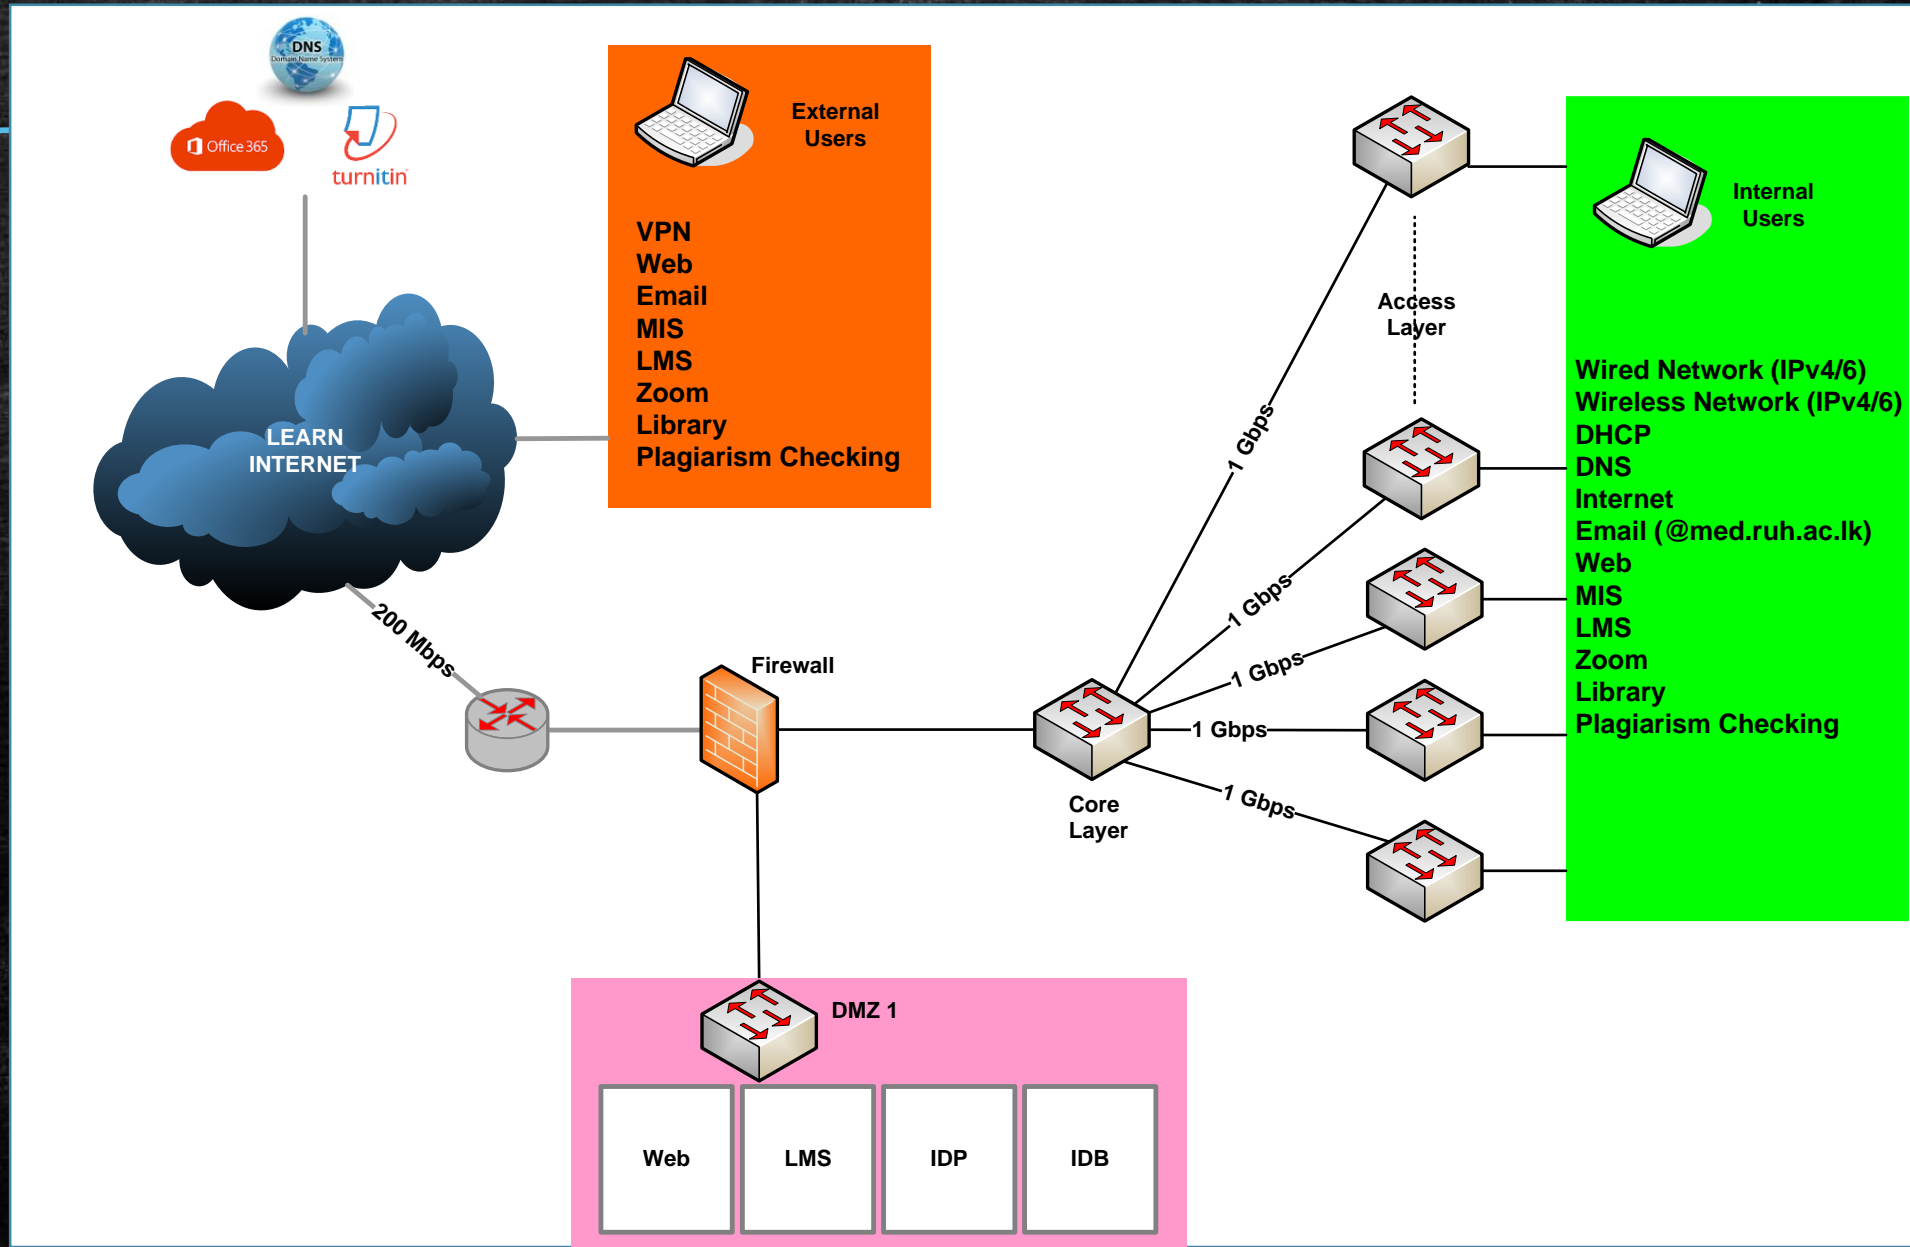 DNS
Domain Name System
Office 365
turnitin
External
Users
VPN
Web
Email
MIS
LMS
Zoom
Library
Plagiarism Checking
LEARN
INTERNET
200 Mbps
Firewall
1 Gbps
1 Gbps
1 Gbps
1 Gbps
1 Gbps
Core
Layer
Access
Layer
Internal
Users
Wired Network (IPv4/6)
Wireless Network (IPv4/6)
DHCP
DNS
Internet
Email (@med.ruh.ac.lk)
Web
MIS
LMS
Zoom
Library
Plagiarism Checking
DMZ 1
Web
LMS
IDP
IDB